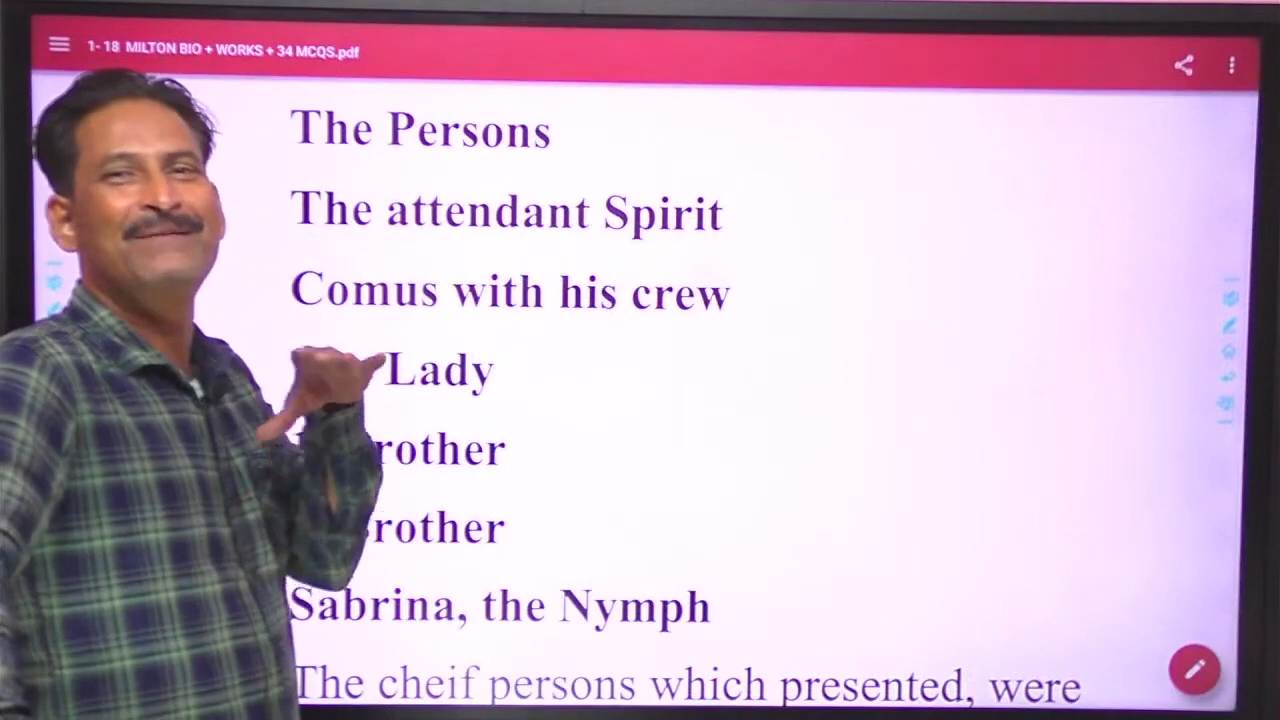 1- 18 MILTON BIO + WORKS + 34 MCQS.pdf
The Persons
The attendant Spirit
Comus with his crew
Lady
rother
rother
Sabrina, the Nymph
The cheif persons which presented, were